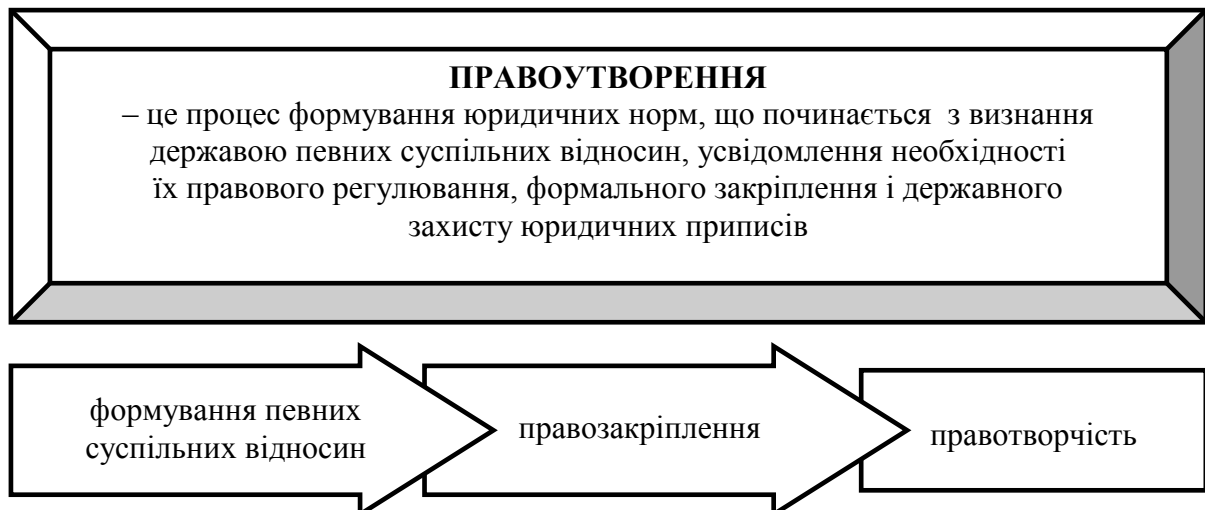 ПРАВОУТВОРЕННЯ
– це процес формування юридичних норм, що починається з визнання
державою певних суспільних відносин, усвідомлення необхідності
їх правового регулювання, формального закріплення і державного
захисту юридичних приписів
формування певних
суспільних відносин
правозакріплення
правотворчість